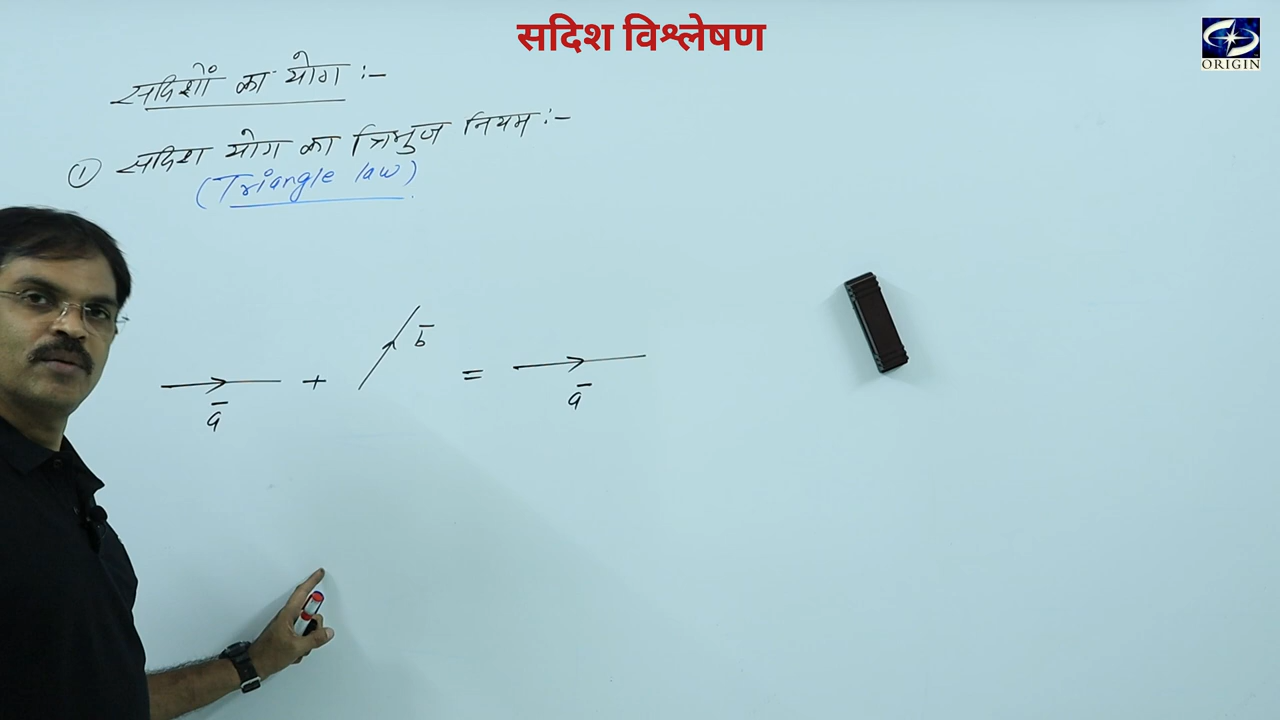 सदिश विश्लेषण
ORIGIN
सदिशों का योग :-
① सदिश योग का त्रिभुज नियम :-
(Triangle law)
a̅ + b̅ = a̅